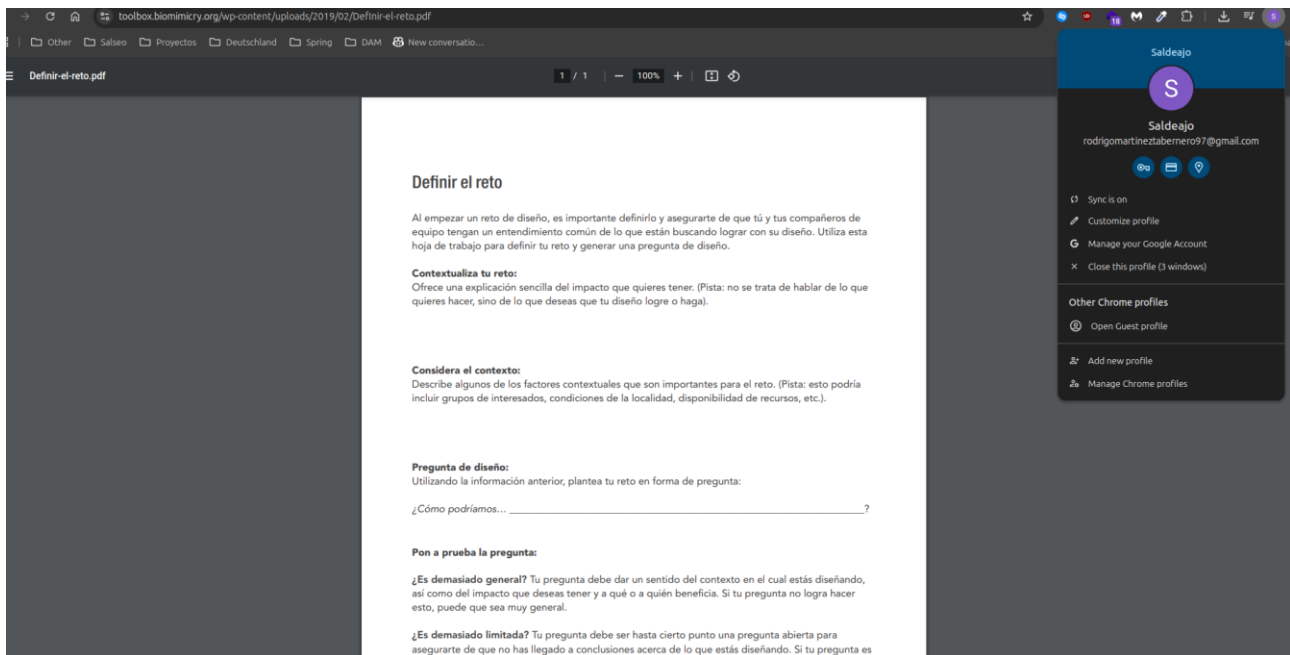 toolbox.biomimicry.org/wp-content/uploads/2019/02/Definir-el-reto.pdf
18
S
Other Salseo Proyectos Deutschland Spring DAM New conversatio...
Definir-el-reto.pdf
1 / 1 100%
Saldeajo
S
Saldeajo
rodrigomartineztabernero97@gmail.com
Sync is on
Customize profile
G Manage your Google Account
Close this profile (3 windows)
Other Chrome profiles
Open Guest profile
Add new profile
Manage Chrome profiles
Definir el reto
Al empezar un reto de diseño, es importante definirlo y asegurarte de que tú y tus compañeros de
equipo tengan un entendimiento común de lo que están buscando lograr con su diseño. Utiliza esta
hoja de trabajo para definir tu reto y generar una pregunta de diseño.
Contextualiza tu reto:
Ofrece una explicación sencilla del impacto que quieres tener. (Pista: no se trata de hablar de lo que
quieres hacer, sino de lo que deseas que tu diseño logre o haga).
Considera el contexto:
Describe algunos de los factores contextuales que son importantes para el reto. (Pista: esto podría
incluir grupos de interesados, condiciones de la localidad, disponibilidad de recursos, etc.).
Pregunta de diseño:
Utilizando la información anterior, plantea tu reto en forma de pregunta:
¿Cómo podríamos… ______________________________?
Pon a prueba la pregunta:
¿Es demasiado general? Tu pregunta debe dar un sentido del contexto en el cual estás diseñando,
así como del impacto que deseas tener y a qué o a quién beneficia. Si tu pregunta no logra hacer
esto, puede que sea muy general.
¿Es demasiado limitada? Tu pregunta debe ser hasta cierto punto una pregunta abierta para
asegurarte de que no has llegado a conclusiones acerca de lo que estás diseñando. Si tu pregunta es